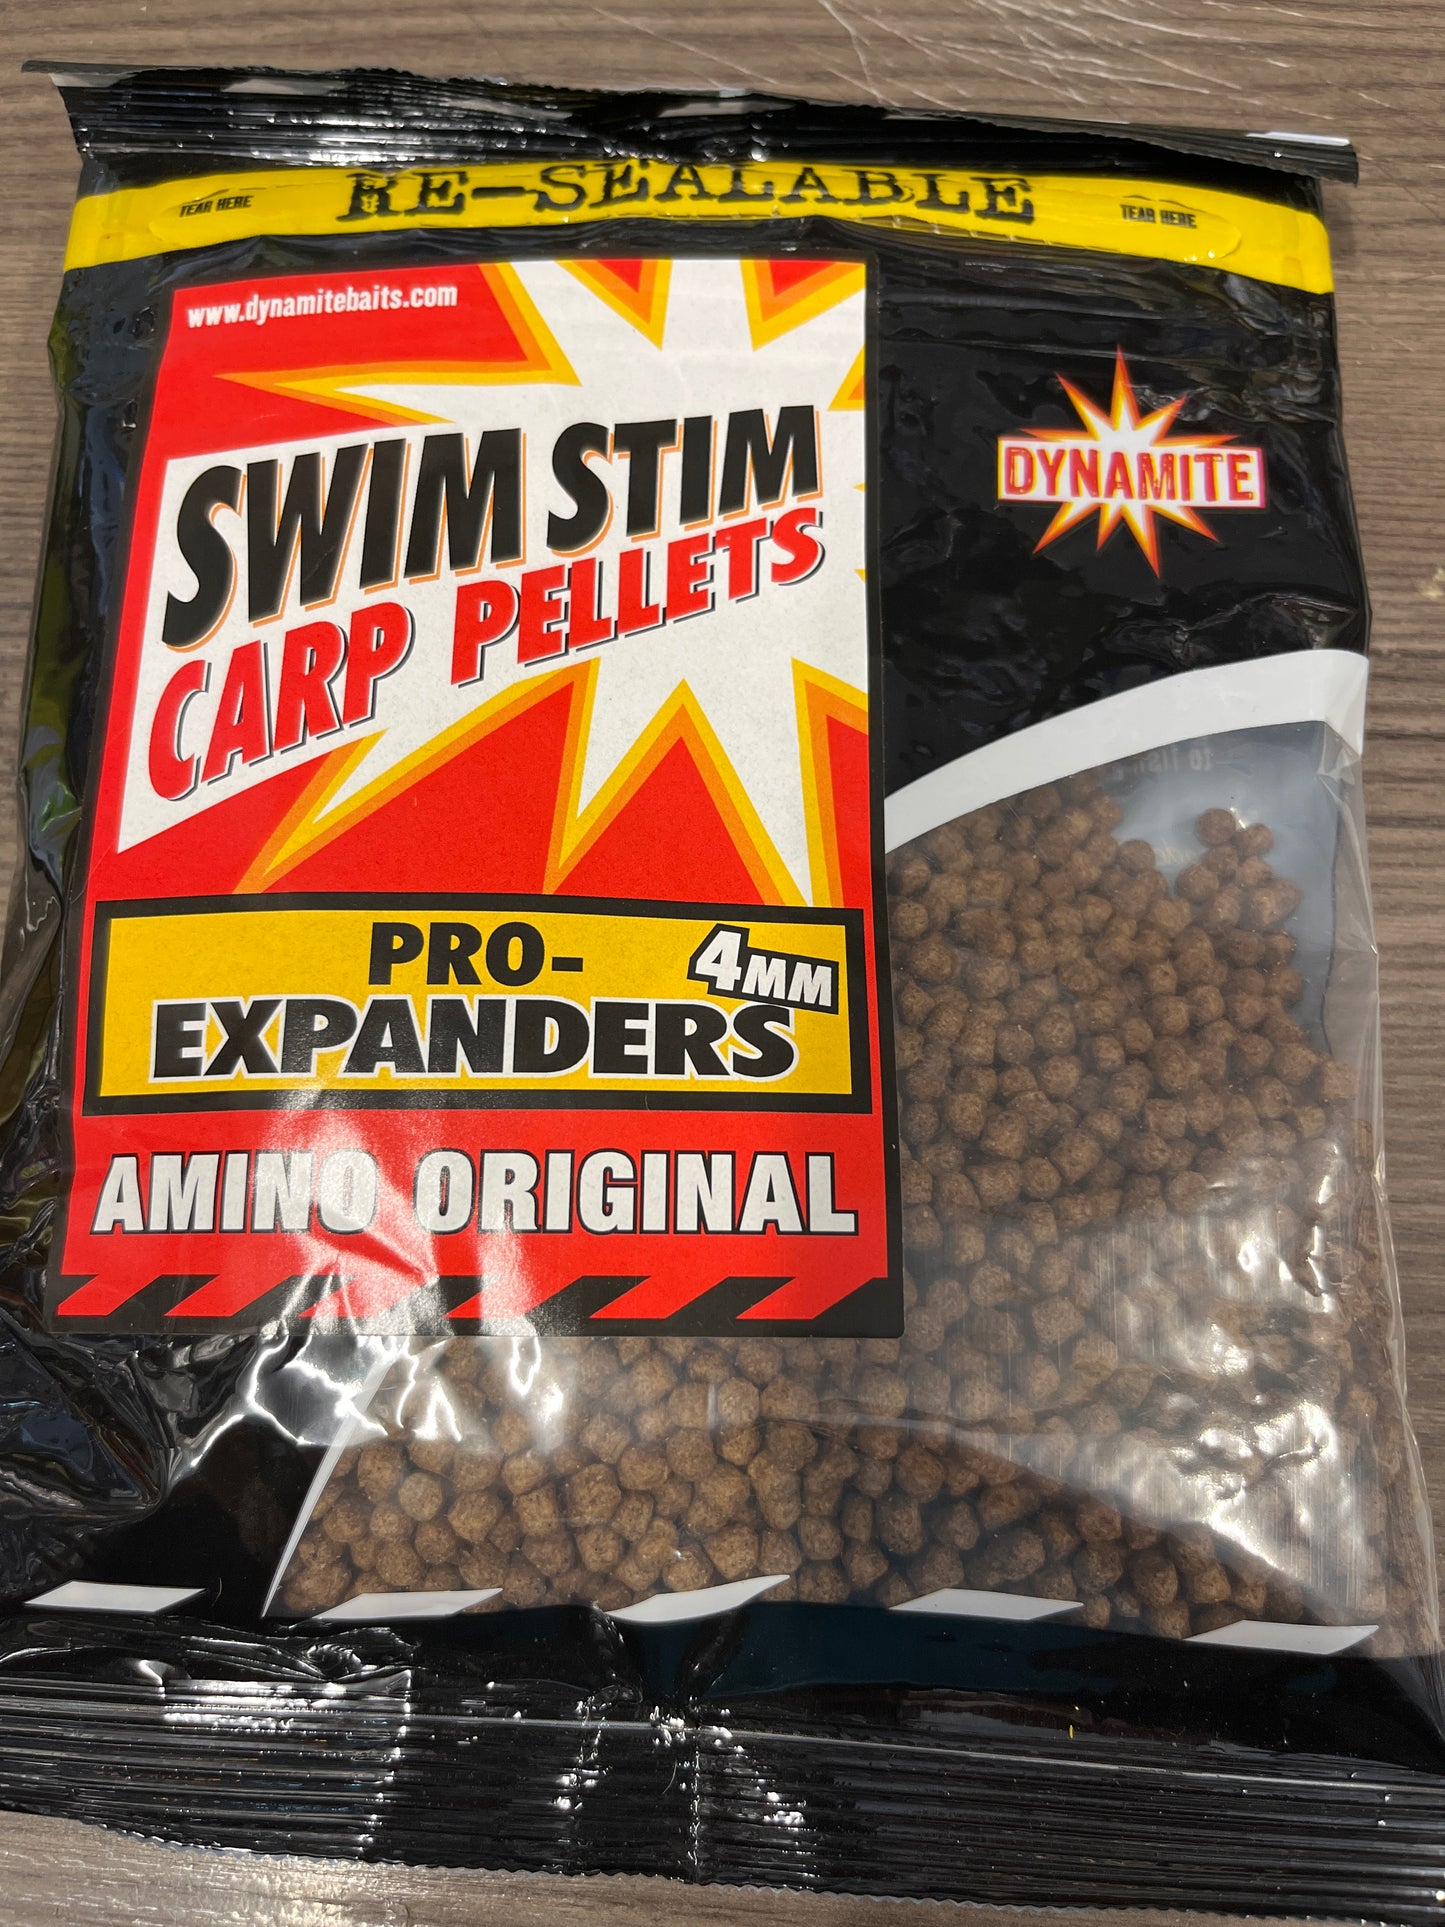 TEAR HERE
RE-SEALABLE
TEAR HERE
www.dynamitebaits.com
DYNAMITE
SWIM STIM
CARP PELLETS
PRO-
4MM
EXPANDERS
AMINO ORIGINAL